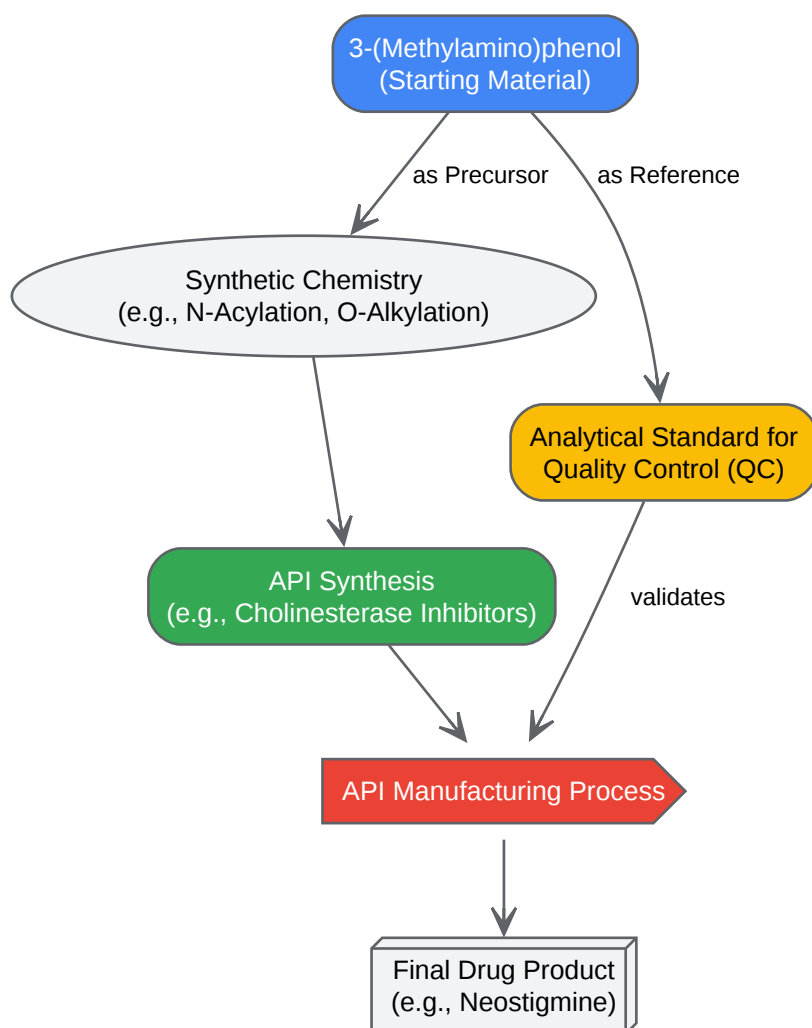 3-(Methylamino)phenol
(Starting Material)
as Precursor
as Reference
Synthetic Chemistry
(e.g., N-Acylation, O-Alkylation)
Analytical Standard for
Quality Control (QC)
API Synthesis
(e.g., Cholinesterase Inhibitors)
validates
API Manufacturing Process
Final Drug Product
(e.g., Neostigmine)